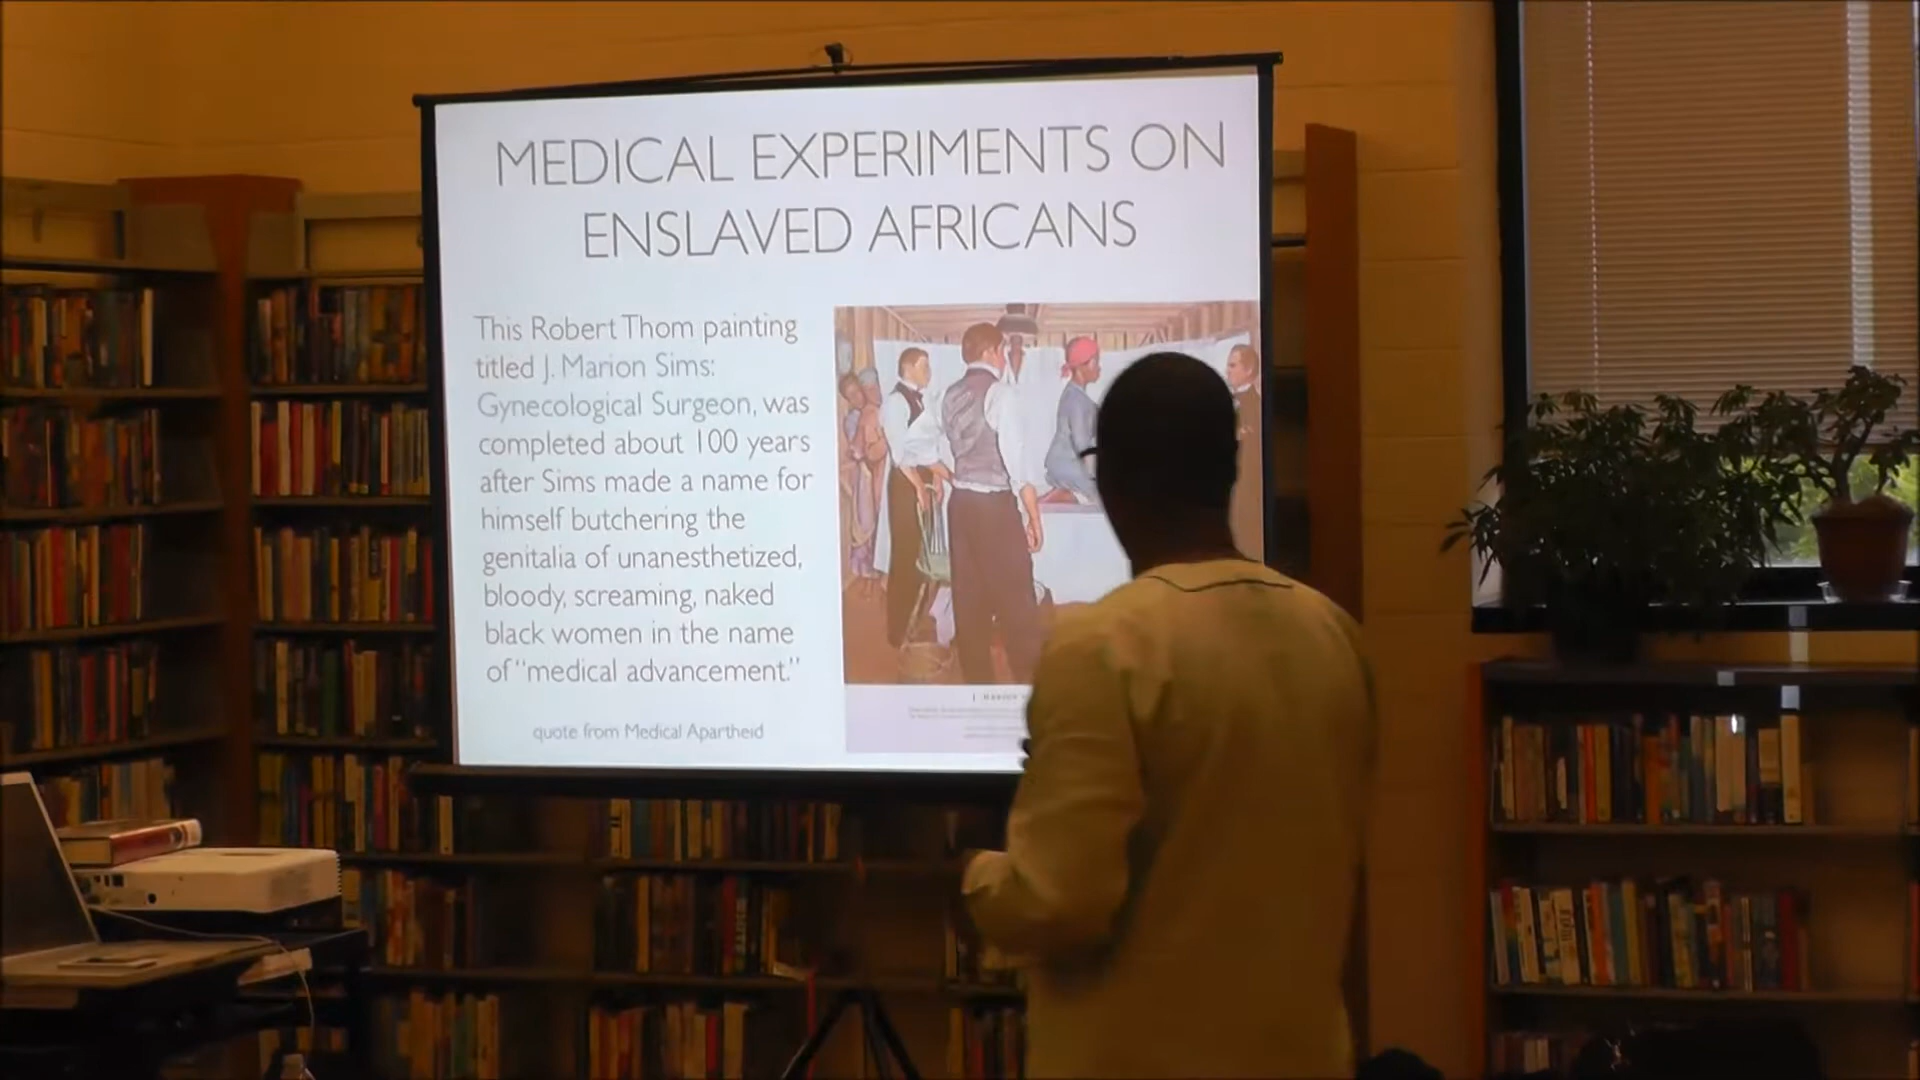 MEDICAL EXPERIMENTS ON
ENSLAVED AFRICANS
This Robert Thom painting
titled J. Marion Sims:
Gynecological Surgeon, was
completed about 100 years
after Sims made a name for
himself butchering the
genitalia of unanesthetized,
bloody, screaming, naked
black women in the name
of "medical advancement."
quote from Medical Apartheid